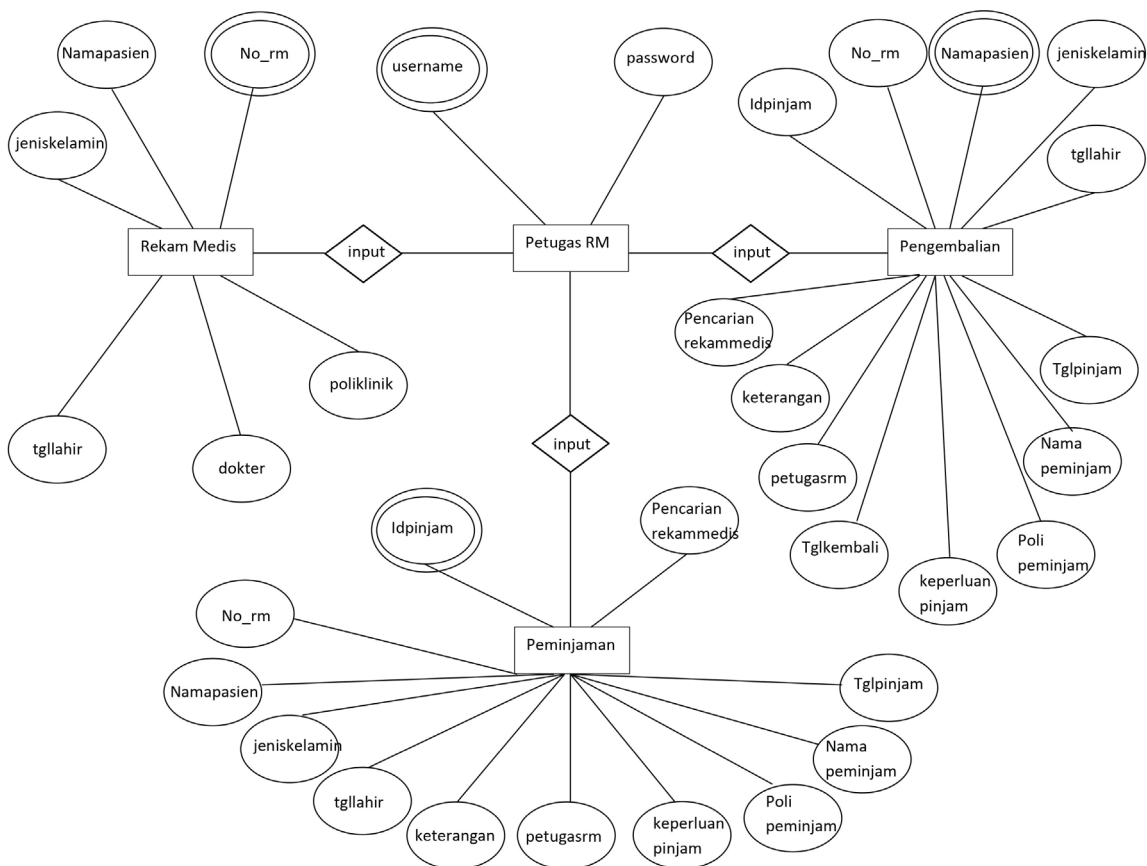 Namapasien
No_rm
jeniskelamin
Rekam Medis
tgllahir
dokter
poliklinik
input
username
password
Petugas RM
input
input
Idpinjam
No_rm
Namapasien
jeniskelamin
tgllahir
Pengembalian
Pencarian
rekammedis
keterangan
petugasrm
Tglkembali
keperluan
pinjam
Poli
peminjam
Nama
peminjam
Tglpinjam
Idpinjam
Pencarian
rekammedis
No_rm
Peminjaman
Namapasien
jeniskelamin
tgllahir
keterangan
petugasrm
keperluan
pinjam
Poli
peminjam
Nama
peminjam
Tglpinjam